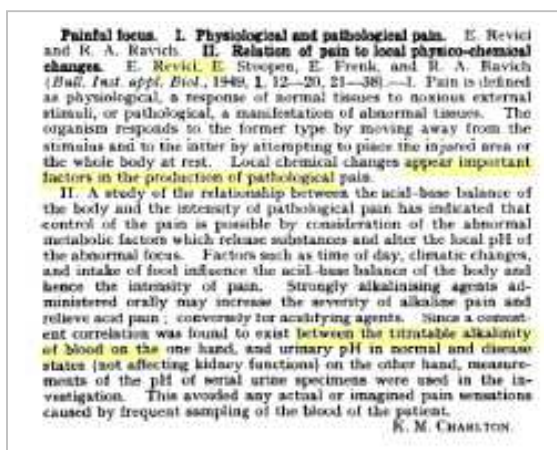 Painful focus. I. Physiological and pathological pain. E. Revici
and R. A. Ravich. II. Relation of pain to local physico-chemical
changes. E. Revici, E. Stoopen, E. Frenk, and R. A. Ravich
(Bull. Inst. appl. Biol., 1949, 1, 12—20, 21—38).—I. Pain is defined
as physiological, a response of normal tissues to noxious external
stimuli, or pathological, a manifestation of abnormal tissues. The
organism responds to the former type by moving away from the
stimulus and to the latter by attempting to place the injured area or
the whole body at rest. Local chemical changes appear important
factors in the production of pathological pain.
II. A study of the relationship between the acid-base balance of
the body and the intensity of pathological pain has indicated that
control of the pain is possible by consideration of the abnormal
metabolic factors which release substances and alter the local pH of
the abnormal focus. Factors such as time of day, climatic changes,
and intake of food influence the acid-base balance of the body and
hence the intensity of pain. Strongly alkalinising agents ad-
ministered orally may increase the severity of alkaline pain and
relieve acid pain; conversely for acidifying agents. Since a consist-
ent correlation was found to exist between the titratable alkalinity
of blood on the one hand, and urinary pH in normal and disease
states (not affecting kidney functions) on the other hand, measure-
ments of the pH of serial urine specimens were used in the in-
vestigation. This avoided any actual or imagined pain sensations
caused by frequent sampling of the blood of the patient.
K. M. Charlton.